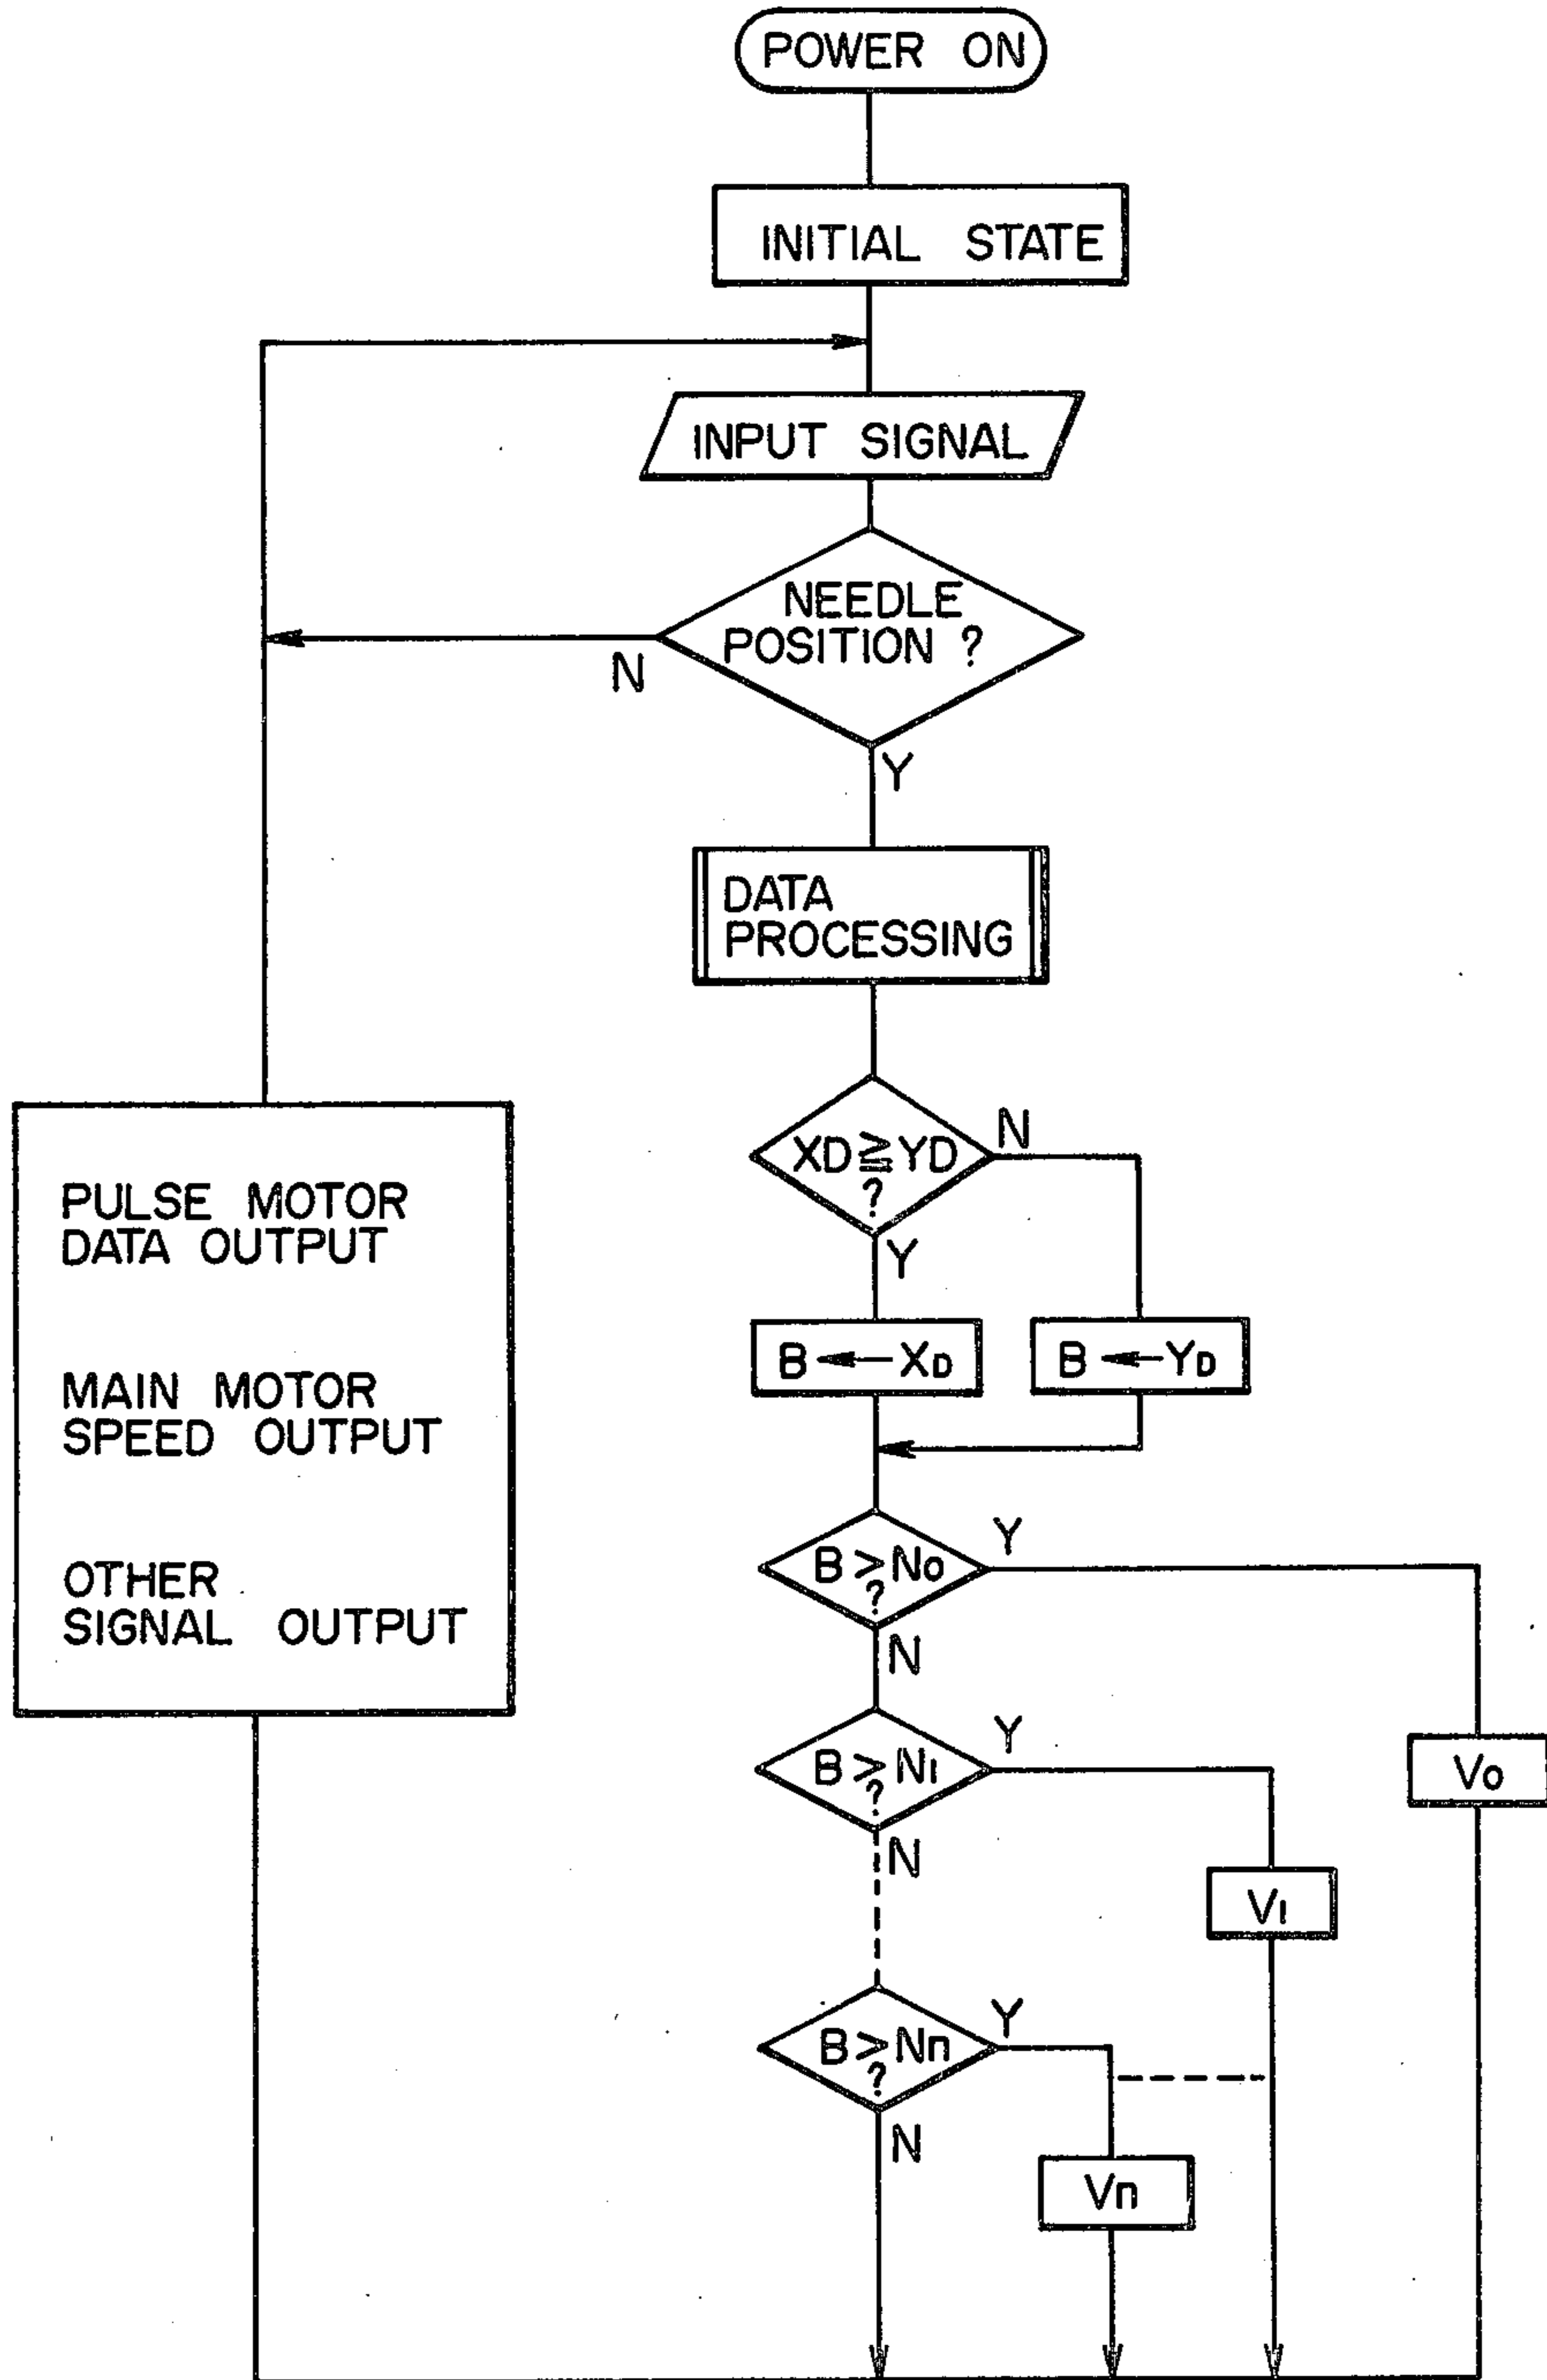 POWER ON
INITIAL STATE
INPUT SIGNAL
NEEDLE
POSITION ?
N
Y
DATA
PROCESSING
XD ≧ YD
?
N
Y
B ← XD
B ← YD
PULSE MOTOR
DATA OUTPUT
MAIN MOTOR
SPEED OUTPUT
OTHER
SIGNAL OUTPUT
B > N0
?
Y
N
B > N1
?
Y
N
V0
V1
B > Nn
?
Y
N
Vn